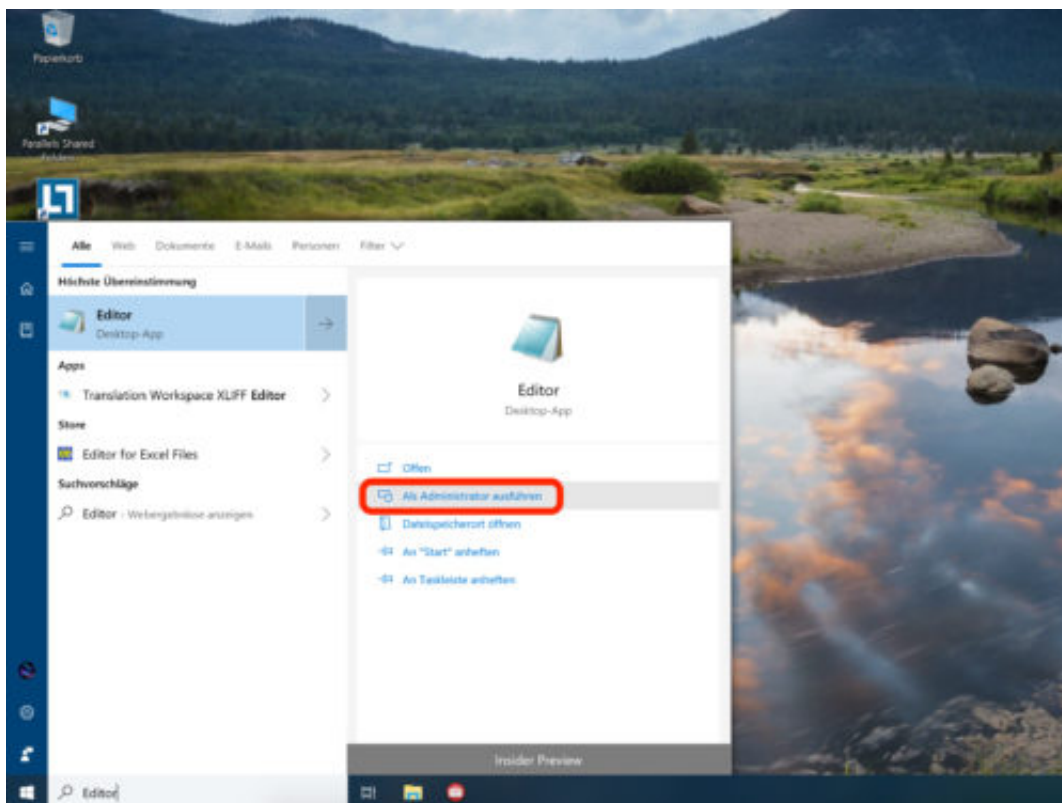 Papierkorb
Parallels Shared
Folders
Alle Web Dokumente E-Mails Personen Filter
Höchste Übereinstimmung
Editor
Desktop-App
Apps
Translation Workspace XLIFF Editor
Store
Editor for Excel Files
Suchvorschläge
Editor - Webergebnisse anzeigen
Editor
Desktop-App
Öffen
Als Administrator ausführen
Dateispeicherort öffnen
An "Start" anheften
An Taskleiste anheften
Insider Preview
Editor